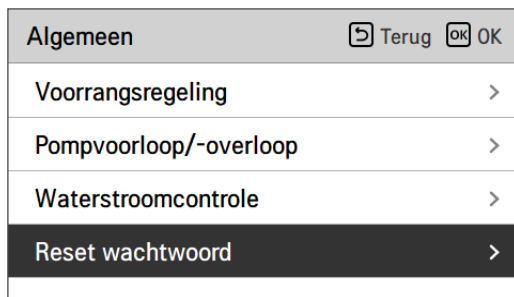 Algemeen Terug OK OK
Voorrangsregeling >
Pompvoorloop/-overloop >
Waterstroomcontrole >
Reset wachtwoord >